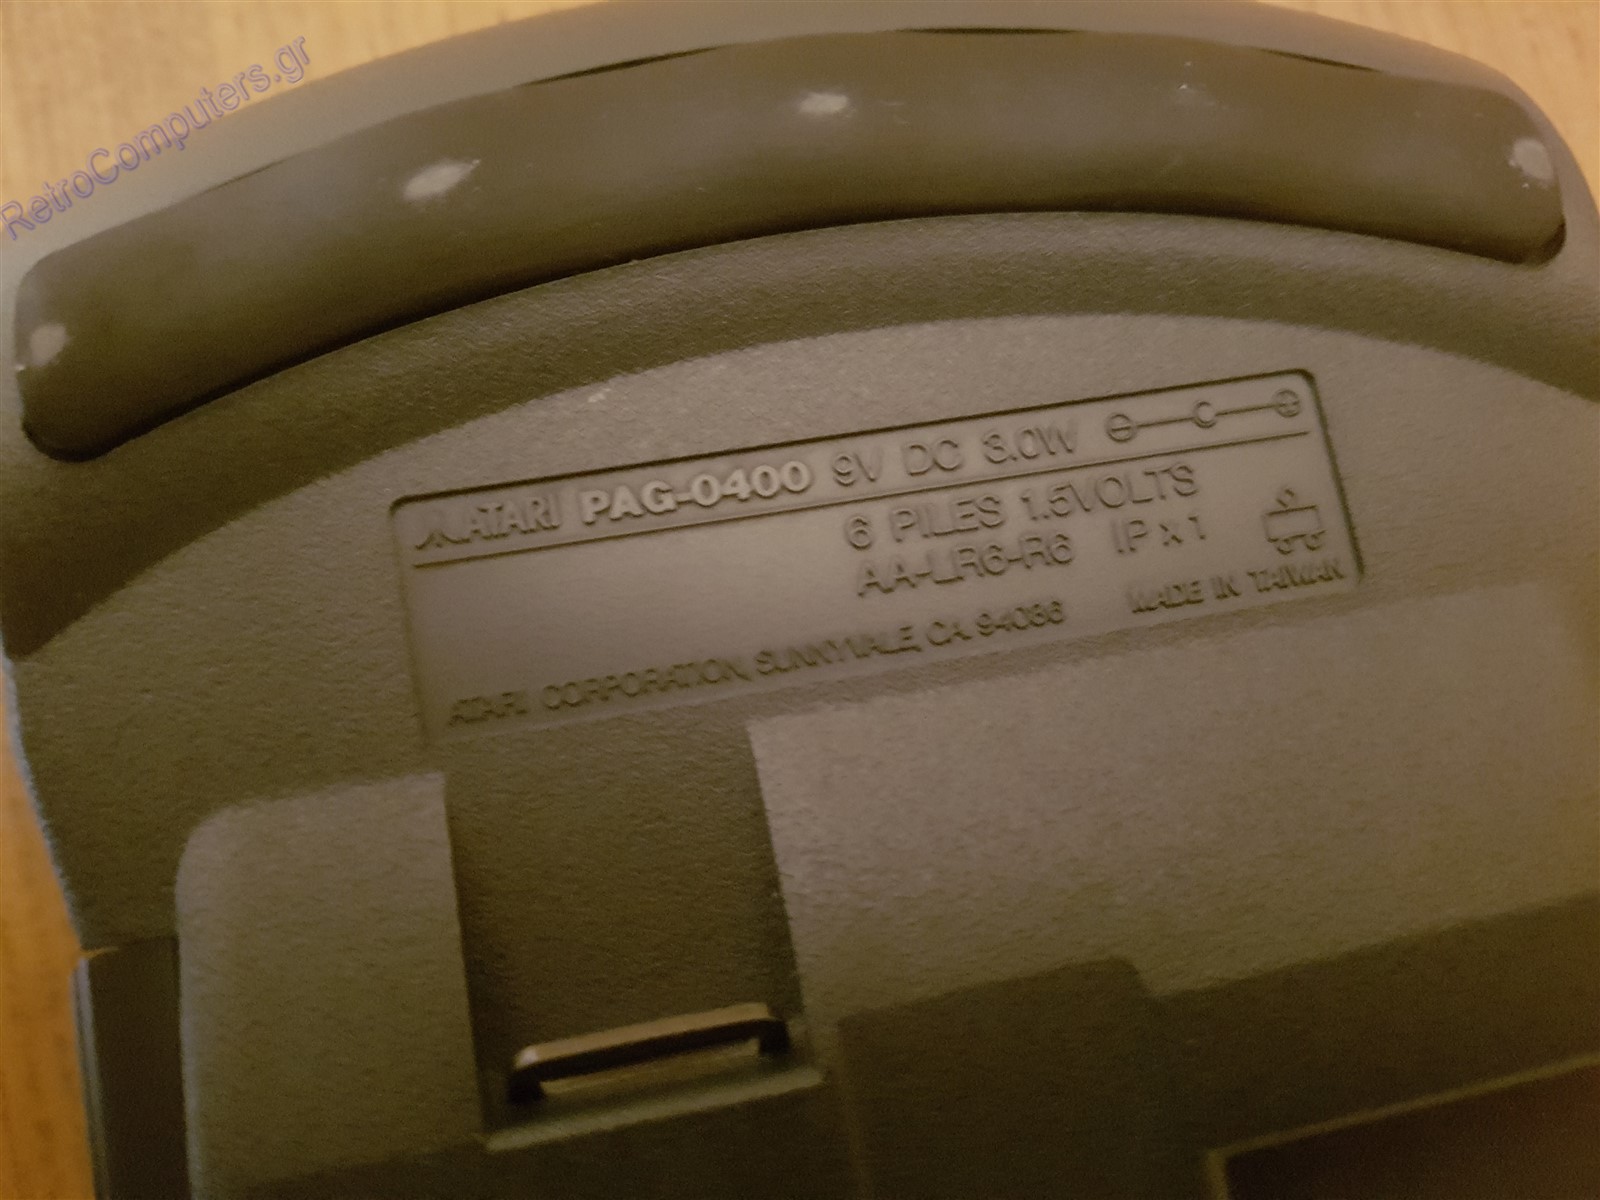 RetroComputers.gr
ATARI PAG-0400 9V DC 3.0W
6 PILES 1.5VOLTS
AA-LR6-R6 IP x 1
ATARI CORPORATION, SUNNYVALE, CA. 94086 MADE IN TAIWAN